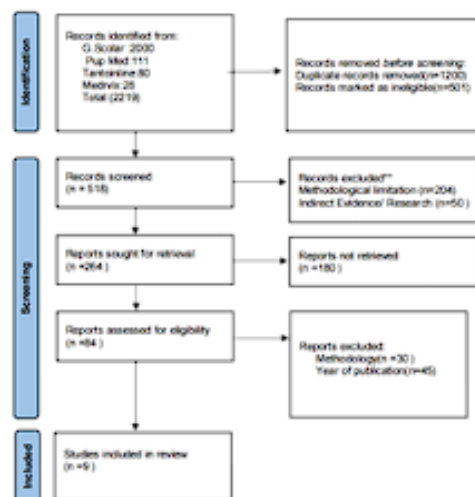 Identification
Records identified from:
G.Scolar :2000
Pup Med:111
Tantoinline:80
Medrvix:28
Total (2219)
Records removed before screening:
Duplicate records removed(n=1200)
Records marked as ineligible(n=501)
Screening
Records screened
(n = 518)
Records excluded**
Methodological limitation (n=204)
Indirect Evidence/ Research (n=50)
Reports sought for retrieval
(n =264 )
Reports not retrieved
(n =180 )
Reports assessed for eligibility
(n =84 )
Reports excluded:
Methodology(n =30 )
Year of publication(n=45)
Included
Studies included in review
(n =9 )